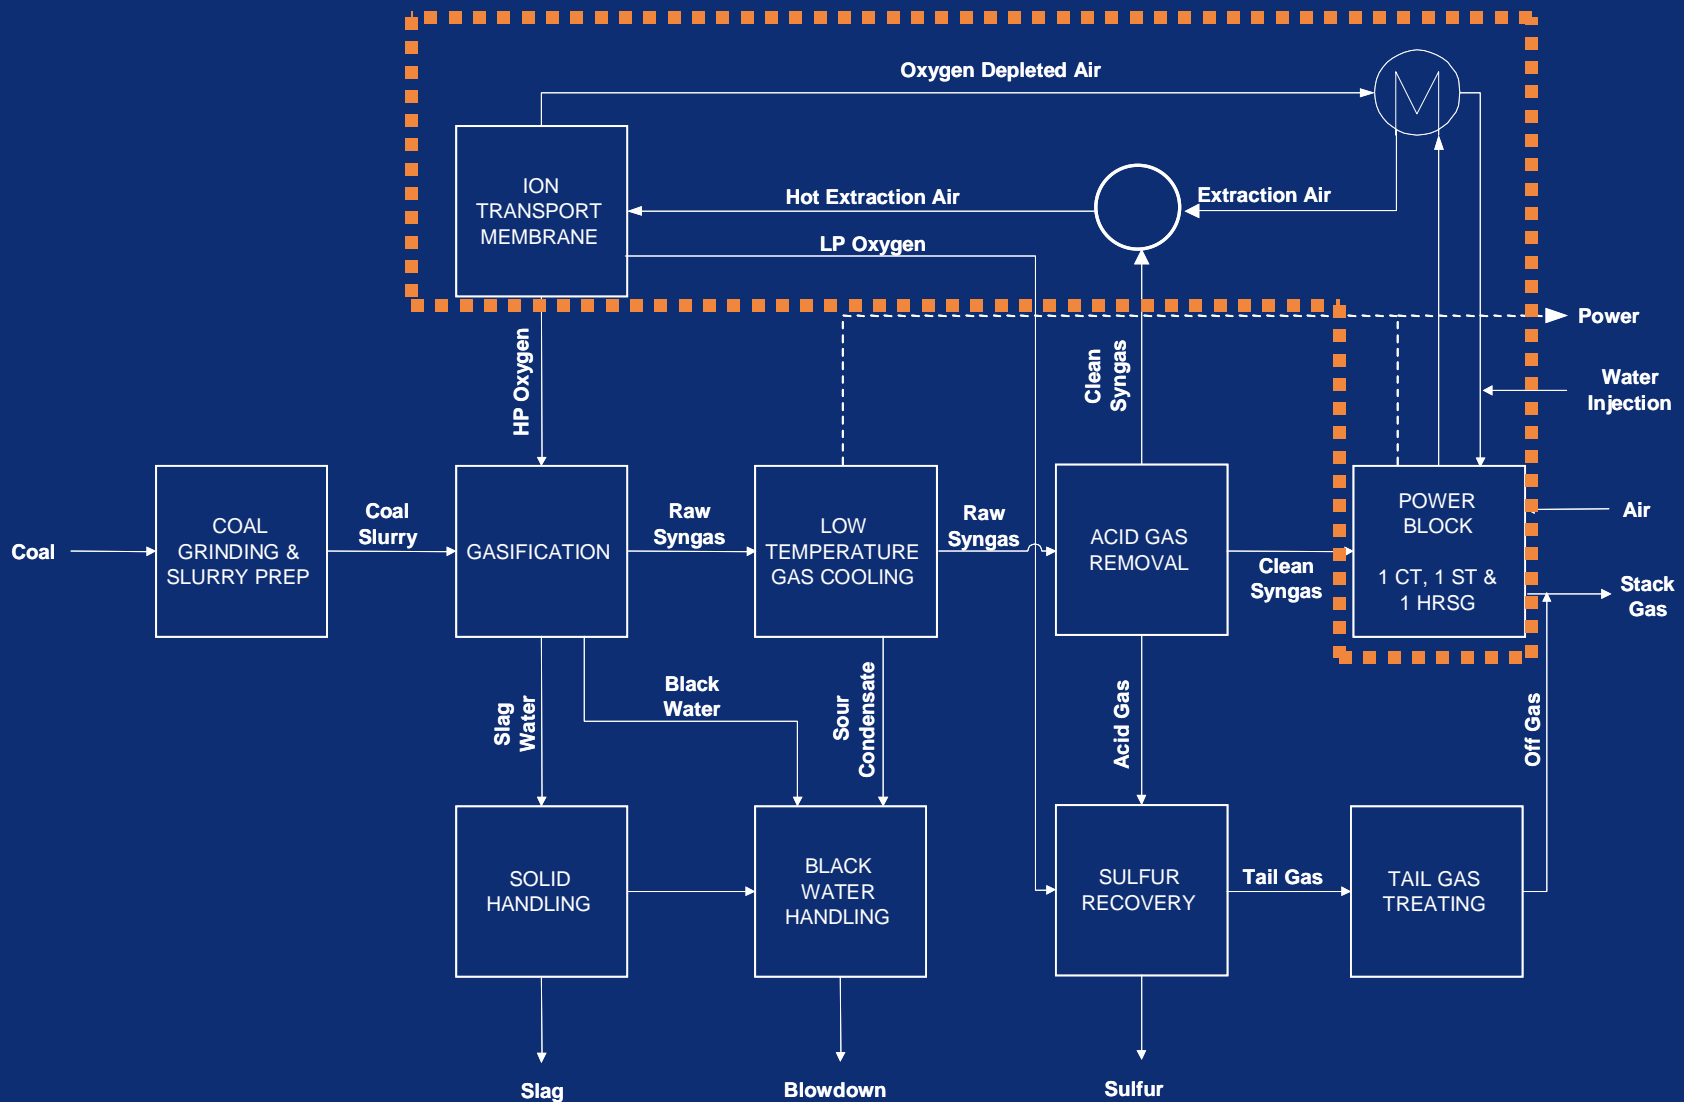 Oxygen Depleted Air
ION
TRANSPORT
MEMBRANE
Hot Extraction Air
Extraction Air
LP Oxygen
Power
HP Oxygen
Clean
Syngas
Water
Injection
Coal
COAL
GRINDING &
SLURRY PREP
Coal
Slurry
GASIFICATION
Raw
Syngas
LOW
TEMPERATURE
GAS COOLING
Raw
Syngas
ACID GAS
REMOVAL
Clean
Syngas
POWER
BLOCK
1 CT, 1 ST &
1 HRSG
Air
Stack
Gas
Slag
Water
Black
Water
Sour
Condensate
Acid Gas
Off Gas
SOLID
HANDLING
BLACK
WATER
HANDLING
SULFUR
RECOVERY
Tail Gas
TAIL GAS
TREATING
Slag
Blowdown
Sulfur